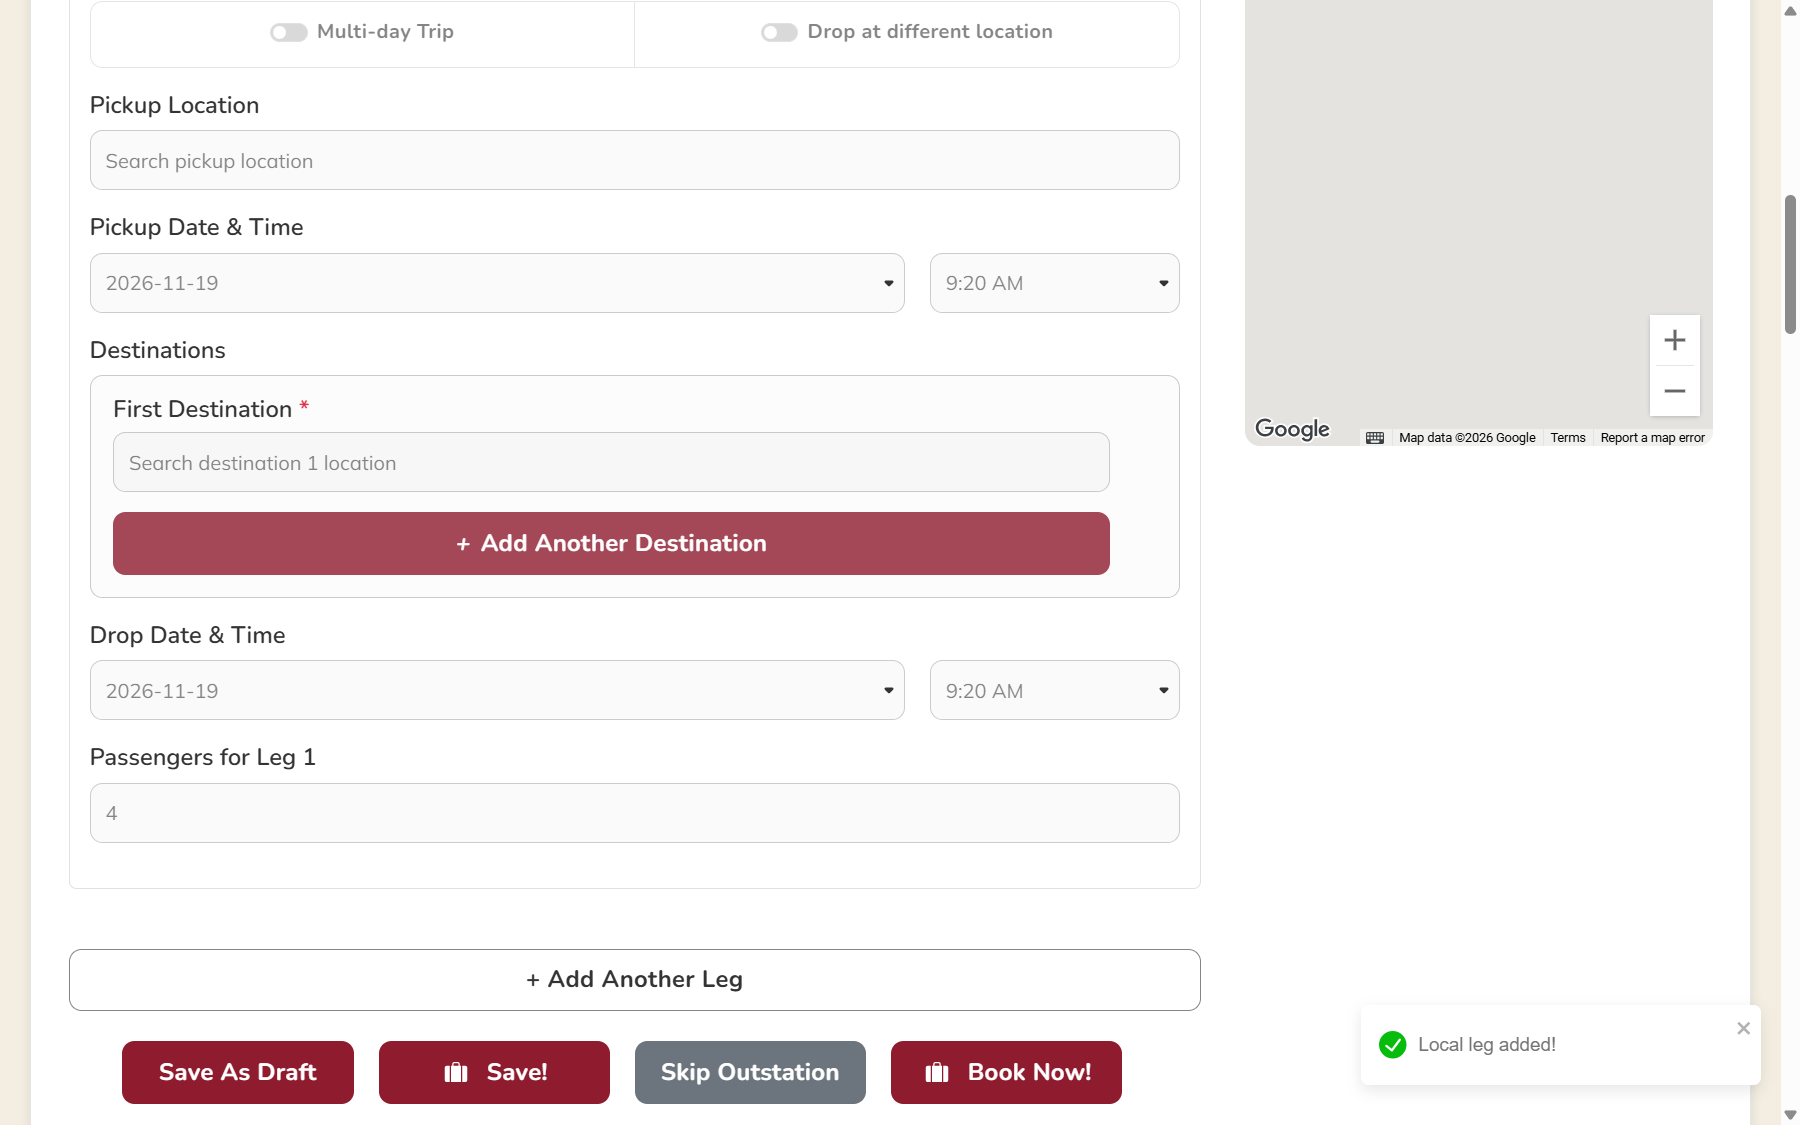 Multi-day Trip
Drop at different location
Pickup Location
Search pickup location
Pickup Date & Time
2026-11-19
9:20 AM
Destinations
First Destination *
Search destination 1 location
+ Add Another Destination
Drop Date & Time
2026-11-19
9:20 AM
Passengers for Leg 1
4
+ Add Another Leg
Save As Draft
Save!
Skip Outstation
Book Now!
Google
Map data ©2026 Google
Terms
Report a map error
Local leg added!